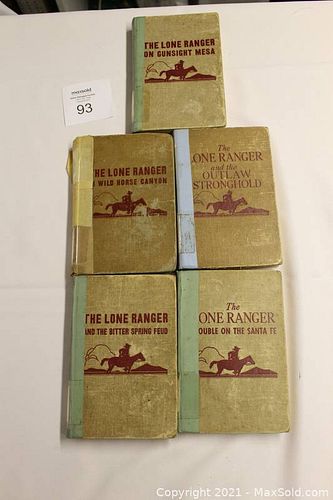 THE LONE RANGER
ON GUNSIGHT MESA
maxsold
93
THE LONE RANGER
WILD HORSE CANYON
The
LONE RANGER
and the
OUTLAW
STRONGHOLD
THE LONE RANGER
AND THE BITTER SPRING FEUD
The
LONE RANGER
OUBLE ON THE SANTA FE
Copyright 2021 - MaxSold.com